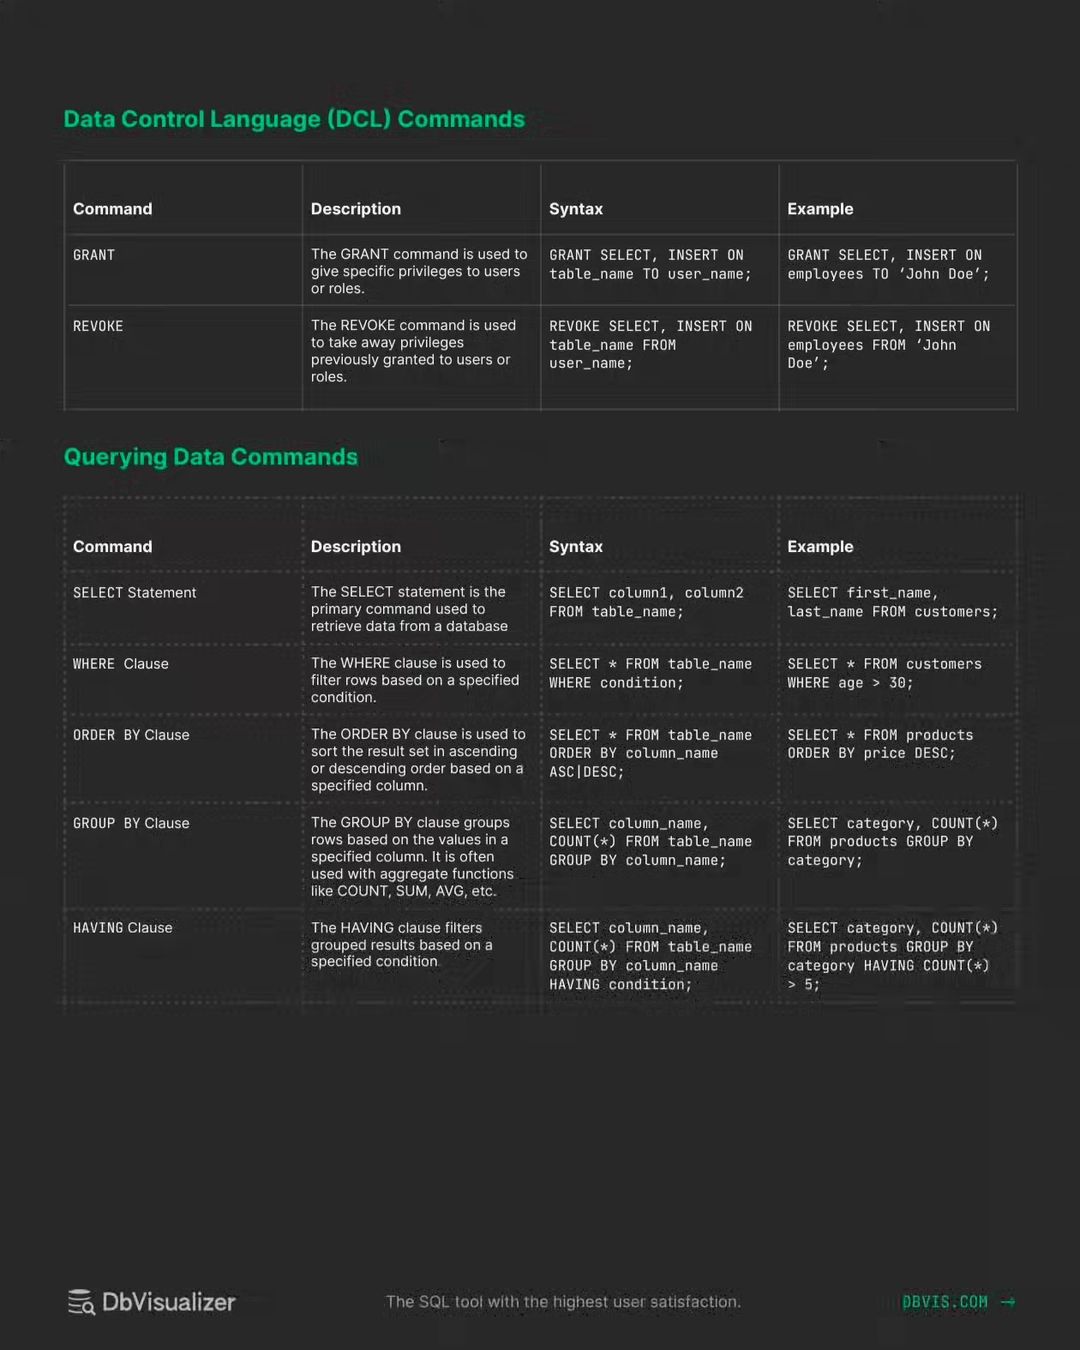 Data Control Language (DCL) Commands
Command
Description
Syntax
Example
GRANT
The GRANT command is used to
give specific privileges to users
or roles.
GRANT SELECT, INSERT ON
table_name TO user_name;
GRANT SELECT, INSERT ON
employees TO ‘John Doe’;
REVOKE
The REVOKE command is used
to take away privileges
previously granted to users or
roles.
REVOKE SELECT, INSERT ON
table_name FROM
user_name;
REVOKE SELECT, INSERT ON
employees FROM ‘John
Doe’;
Querying Data Commands
Command
Description
Syntax
Example
SELECT Statement
The SELECT statement is the
primary command used to
retrieve data from a database
SELECT column1, column2
FROM table_name;
SELECT first_name,
last_name FROM customers;
WHERE Clause
The WHERE clause is used to
filter rows based on a specified
condition.
SELECT * FROM table_name
WHERE condition;
SELECT * FROM customers
WHERE age > 30;
ORDER BY Clause
The ORDER BY clause is used to
sort the result set in ascending
or descending order based on a
specified column.
SELECT * FROM table_name
ORDER BY column_name
ASC|DESC;
SELECT * FROM products
ORDER BY price DESC;
GROUP BY Clause
The GROUP BY clause groups
rows based on the values in a
specified column. It is often
used with aggregate functions
like COUNT, SUM, AVG, etc.
SELECT column_name,
COUNT(*) FROM table_name
GROUP BY column_name;
SELECT category, COUNT(*)
FROM products GROUP BY
category;
HAVING Clause
The HAVING clause filters
grouped results based on a
specified condition
SELECT column_name,
COUNT(*) FROM table_name
GROUP BY column_name
HAVING condition;
SELECT category, COUNT(*)
FROM products GROUP BY
category HAVING COUNT(*)
> 5;
DbVisualizer
The SQL tool with the highest user satisfaction.
DBVIS.COM →